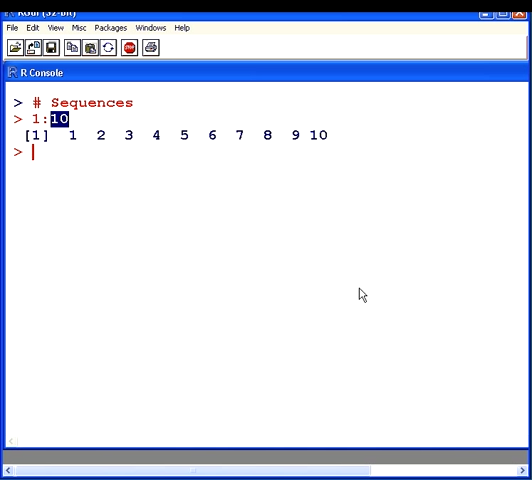 RGui (32-bit)
File Edit View Misc Packages Windows Help
STOP
R R Console
> # Sequences
> 1:10
[1] 1 2 3 4 5 6 7 8 9 10
>